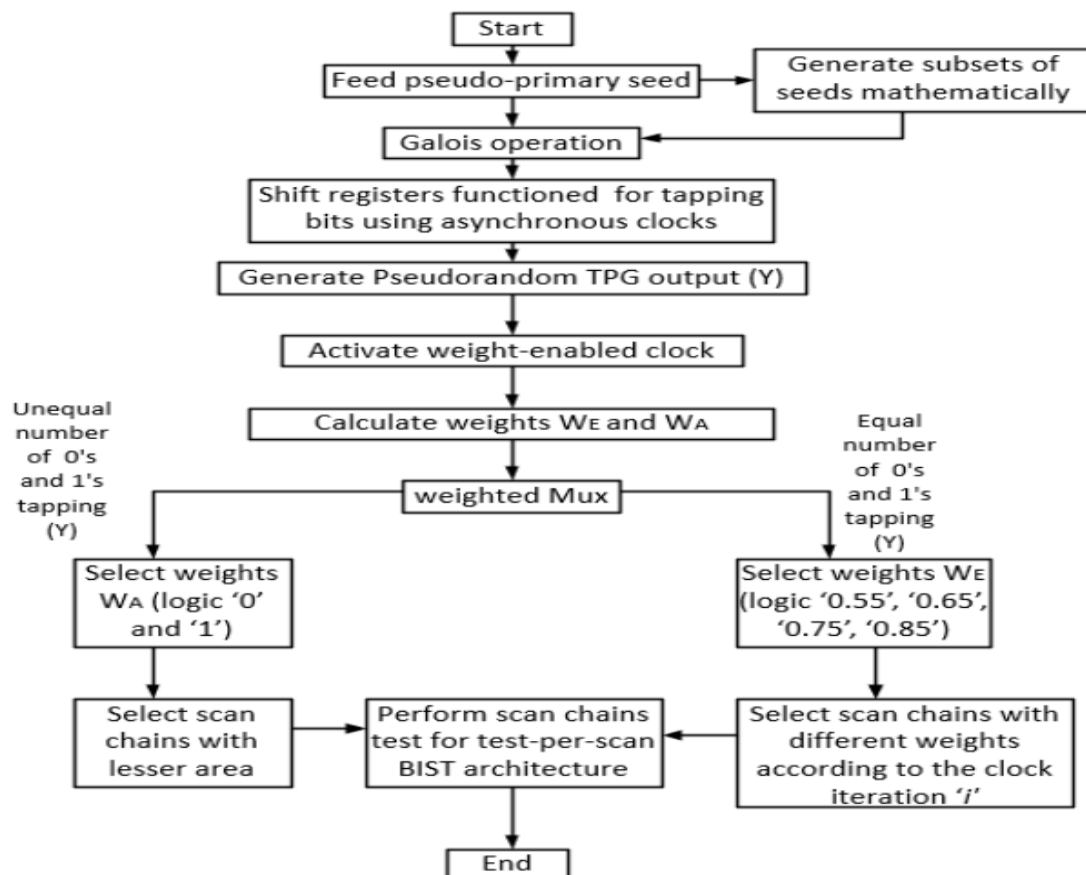 Start
Feed pseudo-primary seed
Generate subsets of
seeds mathematically
Galois operation
Shift registers functioned for tapping
bits using asynchronous clocks
Generate Pseudorandom TPG output (Y)
Activate weight-enabled clock
Calculate weights WE and WA
Unequal
number
of 0's
and 1's
tapping
(Y)
weighted Mux
Equal
number
of 0's
and 1's
tapping
(Y)
Select weights
WA (logic ‘0’
and ‘1’)
Select weights WE
(logic ‘0.55’, ‘0.65’,
‘0.75’, ‘0.85’)
Select scan
chains with
lesser area
Perform scan chains
test for test-per-scan
BIST architecture
Select scan chains with
different weights
according to the clock
iteration ‘i’
End